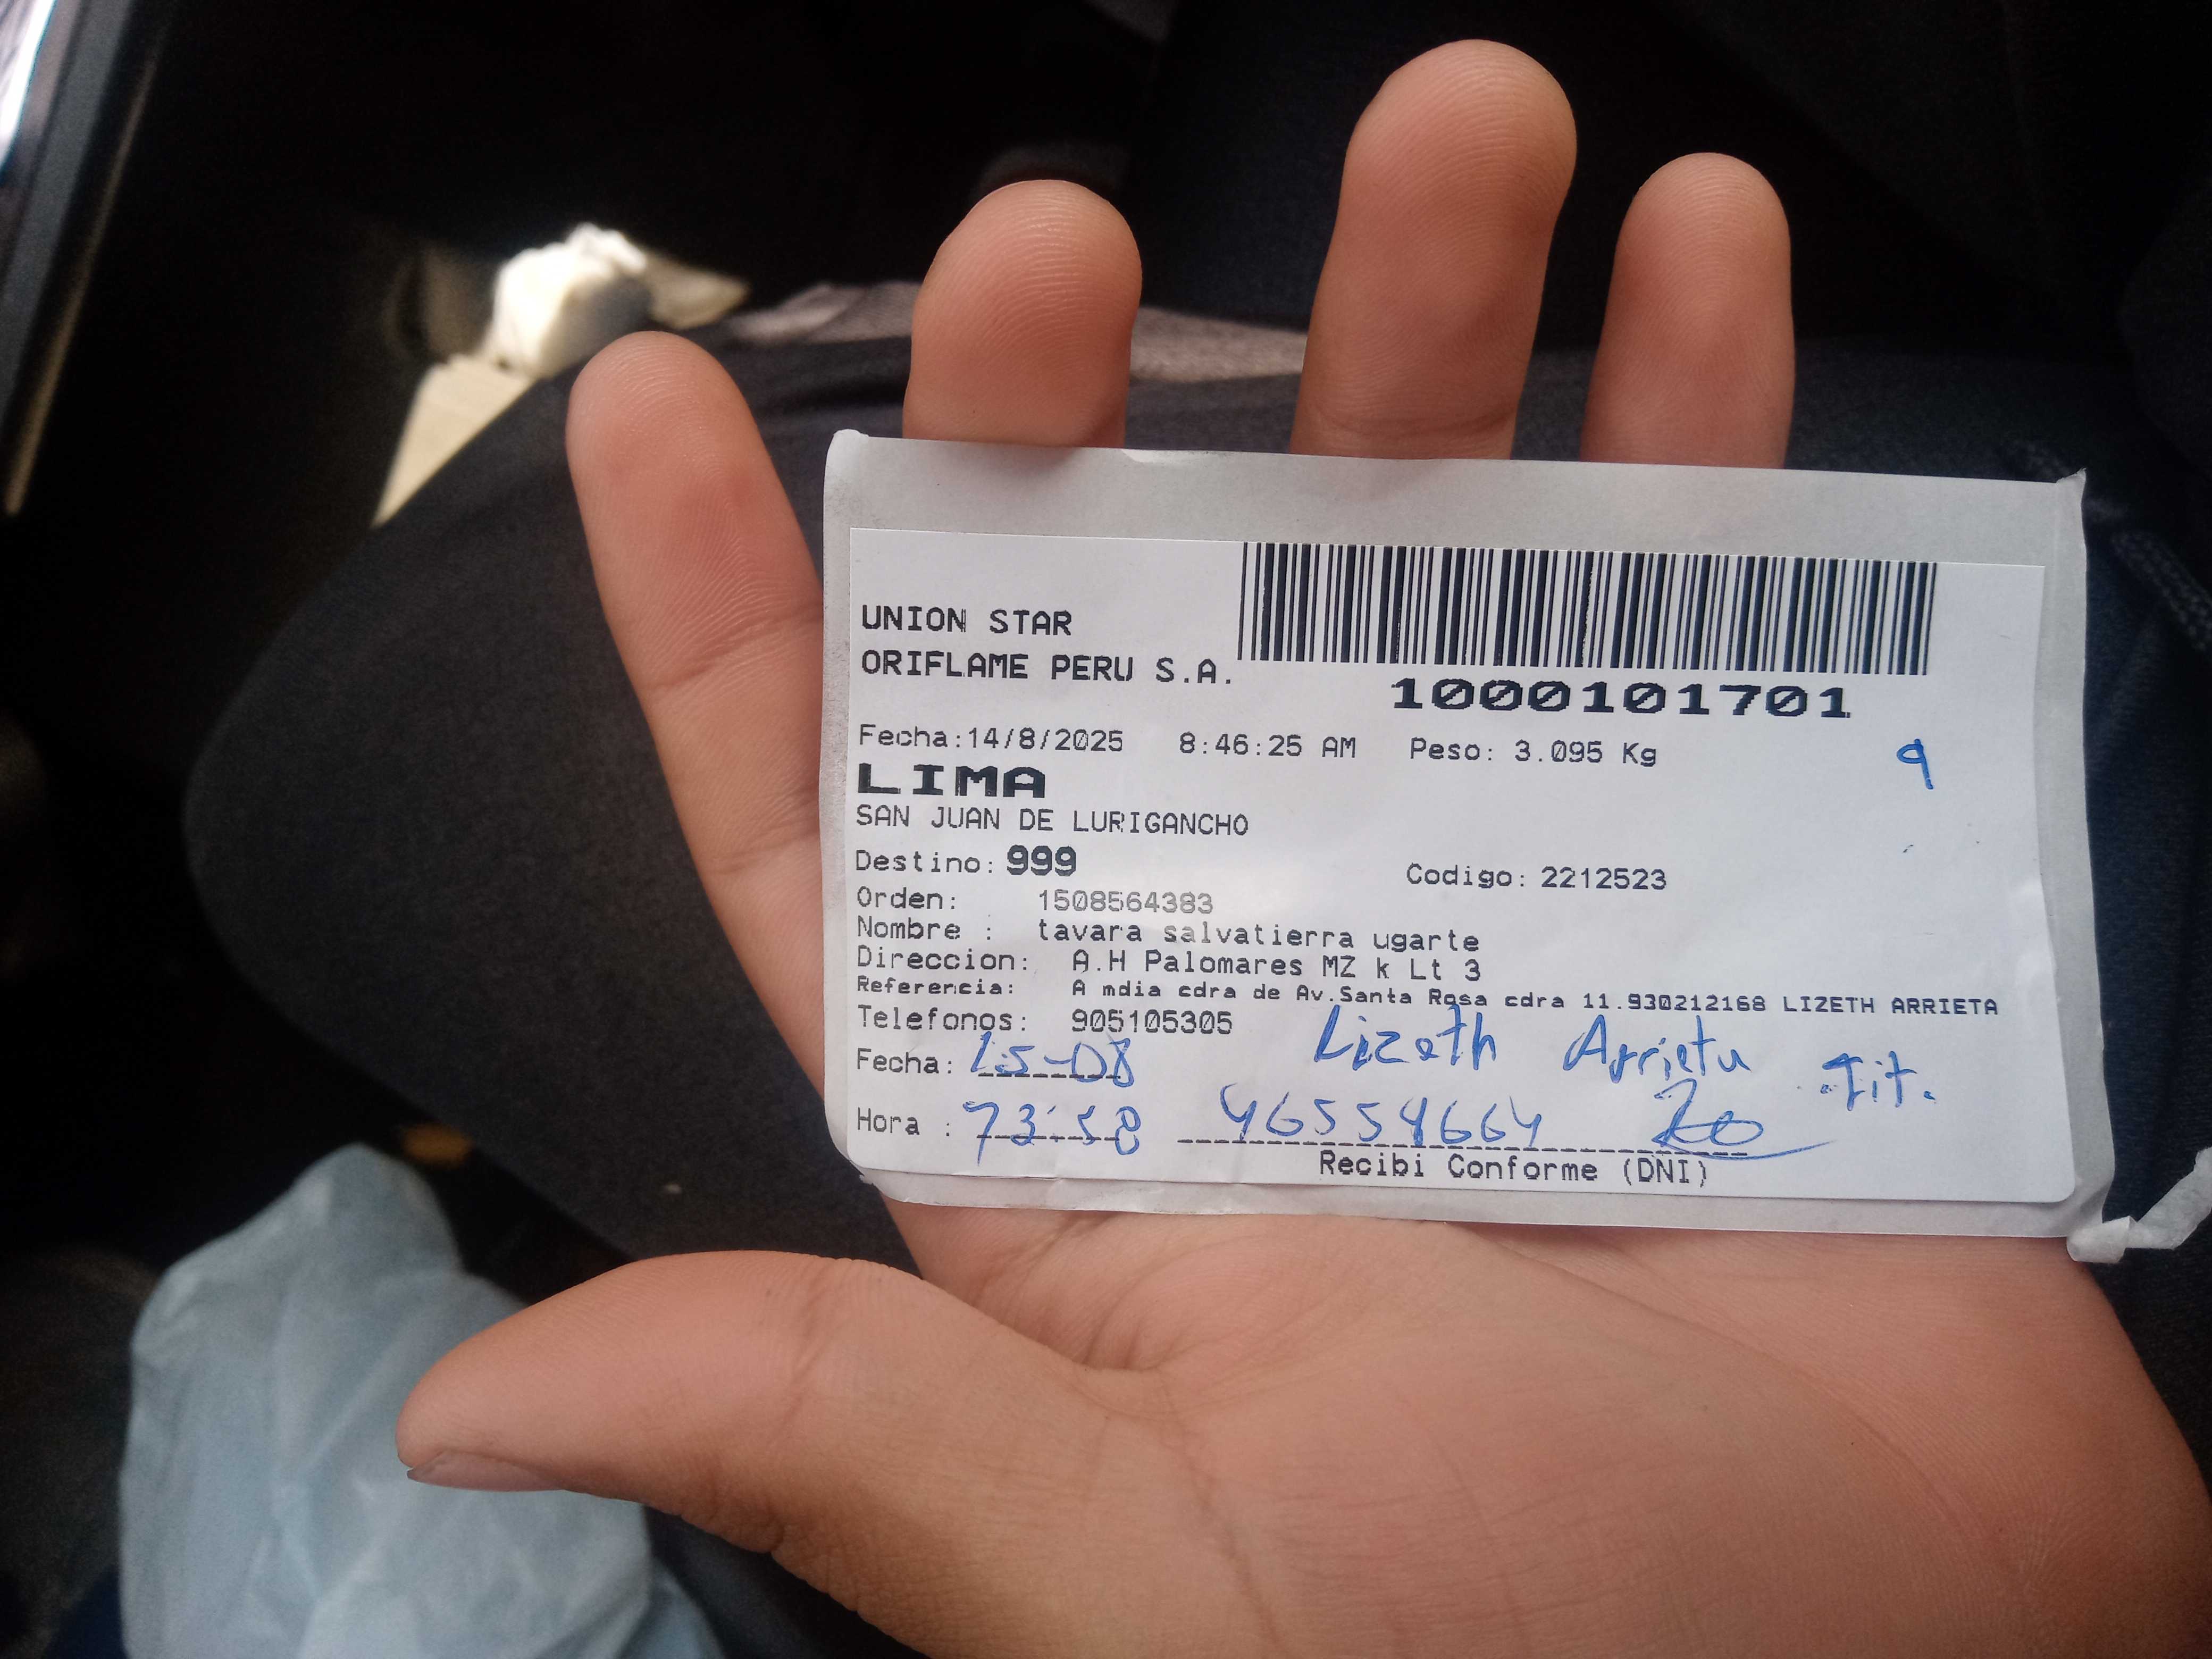 UNION STAR
ORIFLAME PERU S.A.
1000101701
Fecha:14/8/2025 8:46:25 AM Peso: 3.095 Kg
9
LIMA
SAN JUAN DE LURIGANCHO
Destino: 999 Codigo: 2212523
Orden: 1508564383
Nombre : tavara salvatierra ugarte
Direccion: A.H Palomares MZ k Lt 3
Referencia: A mdia cdra de Av.Santa Rosa cdra 11.930212168 LIZETH ARRIETA
Telefonos: 905105305
Lizeth Arrieta tit.
Fecha: 15-08
Hora : 13:58 46554664
Recibi Conforme (DNI)